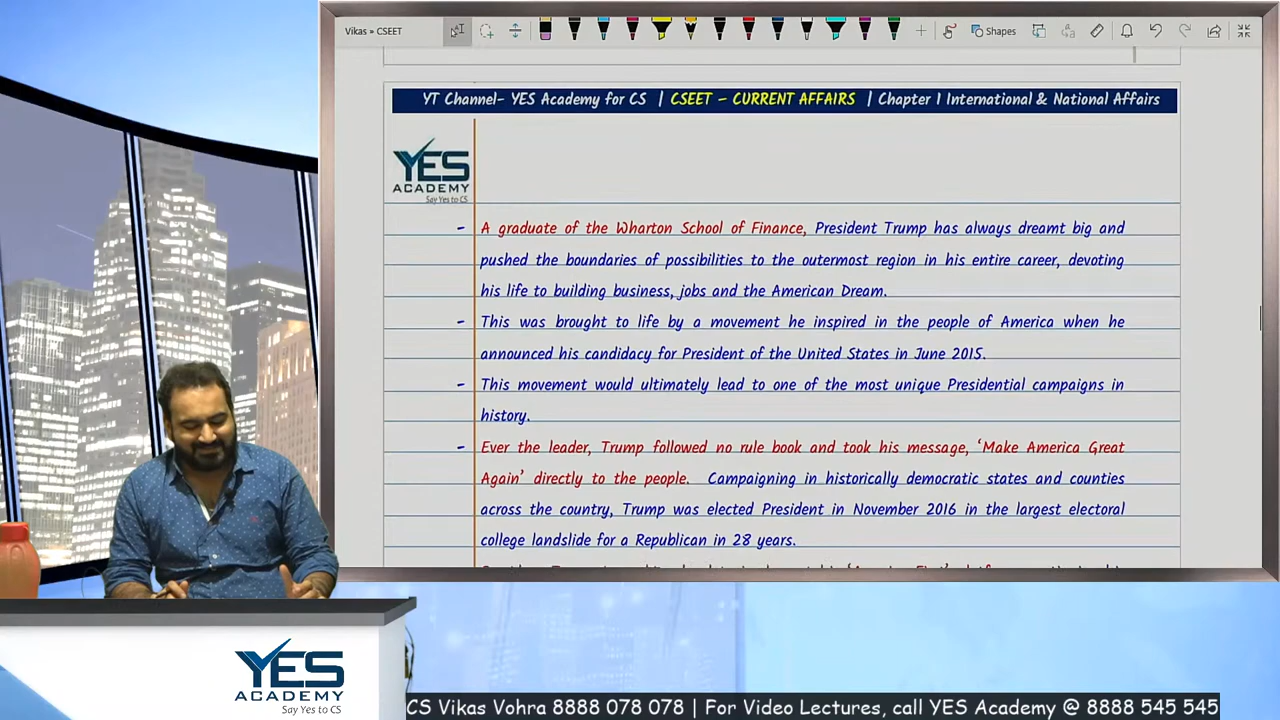 Vikas » CSEET
Shapes
YT Channel- YES Academy for CS | CSEET – CURRENT AFFAIRS | Chapter 1 International & National Affairs
YES
ACADEMY
Say Yes to CS
- A graduate of the Wharton School of Finance, President Trump has always dreamt big and
pushed the boundaries of possibilities to the outermost region in his entire career, devoting
his life to building business, jobs and the American Dream.
- This was brought to life by a movement he inspired in the people of America when he
announced his candidacy for President of the United States in June 2015.
- This movement would ultimately lead to one of the most unique Presidential campaigns in
history.
- Ever the leader, Trump followed no rule book and took his message, ‘Make America Great
Again’ directly to the people. Campaigning in historically democratic states and counties
across the country, Trump was elected President in November 2016 in the largest electoral
college landslide for a Republican in 28 years.
YES
ACADEMY
Say Yes to CS
CS Vikas Vohra 8888 078 078 | For Video Lectures, call YES Academy @ 8888 545 545